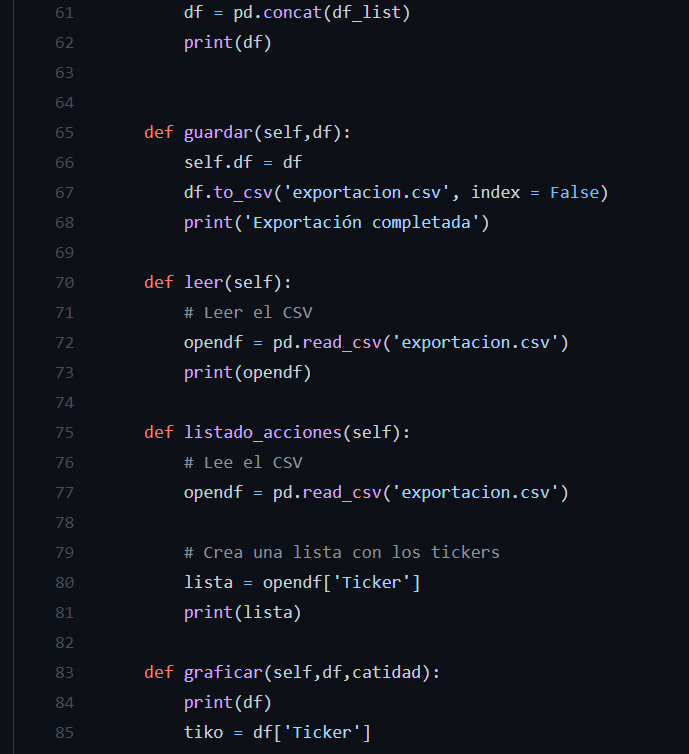 61 df = pd.concat(df_list)
62 print(df)
63
64
65 def guardar(self,df):
66 self.df = df
67 df.to_csv('exportacion.csv', index = False)
68 print('Exportación completada')
69
70 def leer(self):
71 # Leer el CSV
72 opendf = pd.read_csv('exportacion.csv')
73 print(opendf)
74
75 def listado_acciones(self):
76 # Lee el CSV
77 opendf = pd.read_csv('exportacion.csv')
78
79 # Crea una lista con los tickers
80 lista = opendf['Ticker']
81 print(lista)
82
83 def graficar(self,df,catidad):
84 print(df)
85 tiko = df['Ticker']